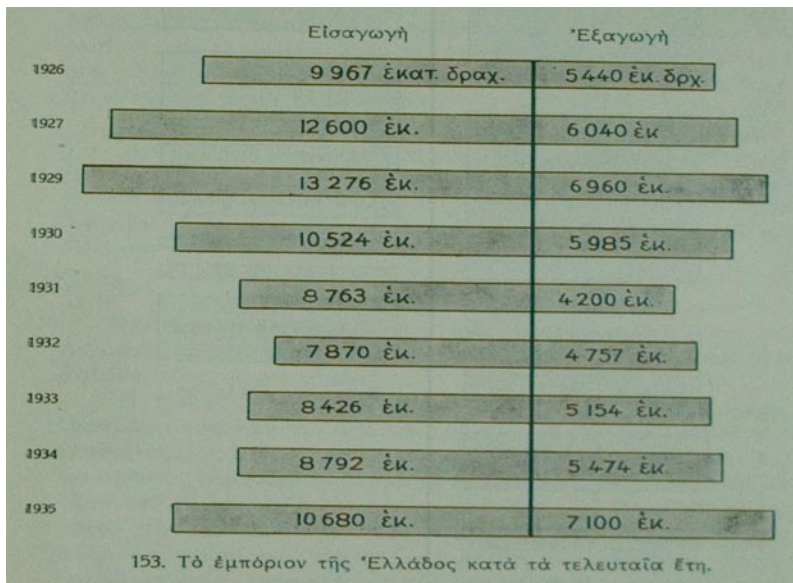 Εἰσαγωγὴ Ἐξαγωγὴ
1926 9 967 ἑκατ. δραχ. 5 440 ἑκ. δρχ.
1927 12 600 ἑκ. 6 040 ἑκ
1929 13 276 ἑκ. 6 960 ἑκ.
1930 10 524 ἑκ. 5 985 ἑκ.
1931 8 763 ἑκ. 4 200 ἑκ.
1932 7 870 ἑκ. 4 757 ἑκ.
1933 8 426 ἑκ. 5 154 ἑκ.
1934 8 792 ἑκ. 5 474 ἑκ.
1935 10 680 ἑκ. 7 100 ἑκ.
153. Τὸ ἐμπόριον τῆς Ἑλλάδος κατὰ τὰ τελευταῖα ἔτη.